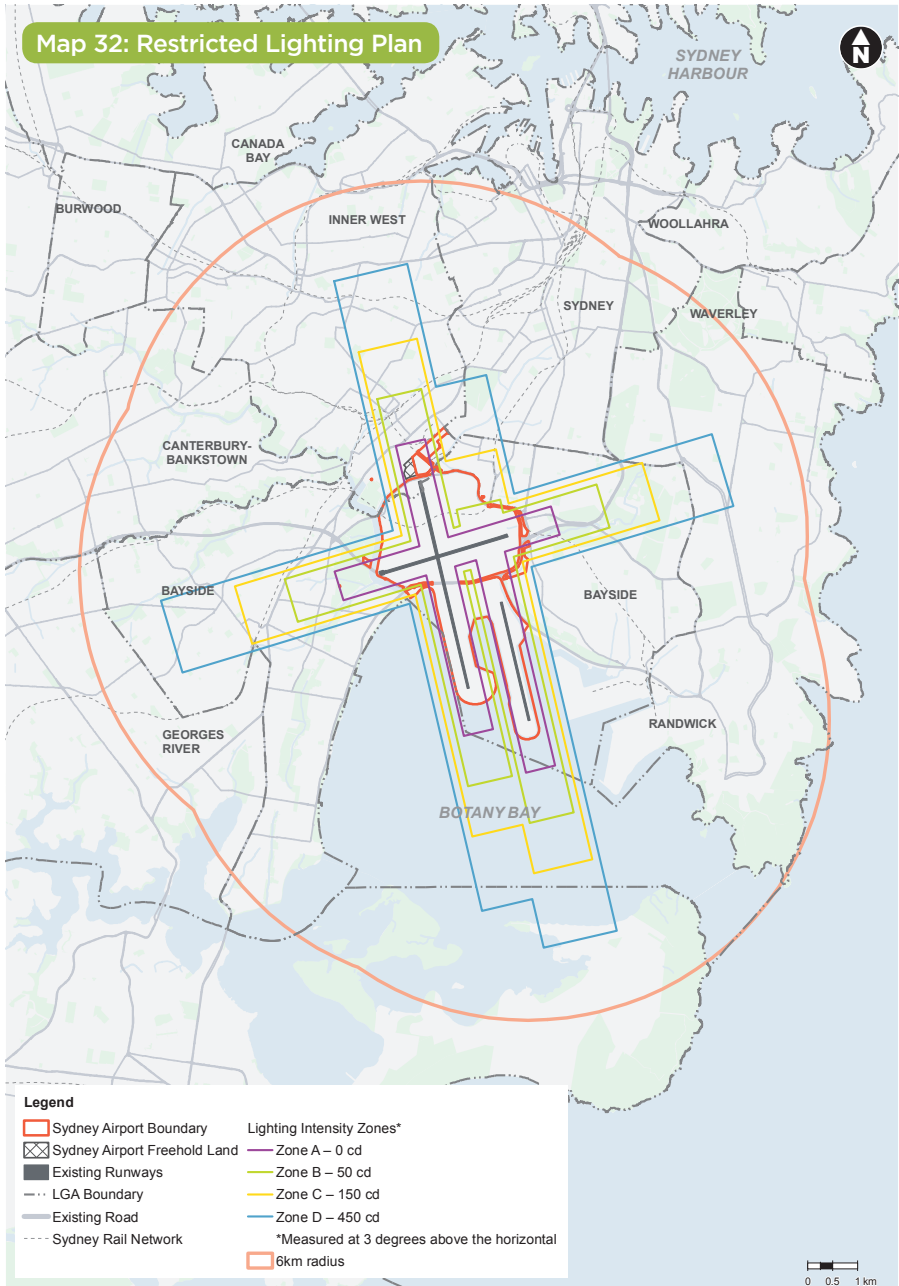 Map 32: Restricted Lighting Plan
N
SYDNEY
HARBOUR
CANADA
BAY
BURWOOD
INNER WEST
WOOLLAHRA
SYDNEY
WAVERLEY
CANTERBURY-
BANKSTOWN
BAYSIDE
BAYSIDE
GEORGES
RIVER
RANDWICK
BOTANY BAY
Legend
Sydney Airport Boundary
Sydney Airport Freehold Land
Existing Runways
LGA Boundary
Existing Road
Sydney Rail Network
Lighting Intensity Zones*
Zone A – 0 cd
Zone B – 50 cd
Zone C – 150 cd
Zone D – 450 cd
*Measured at 3 degrees above the horizontal
6km radius
0 0.5 1 km